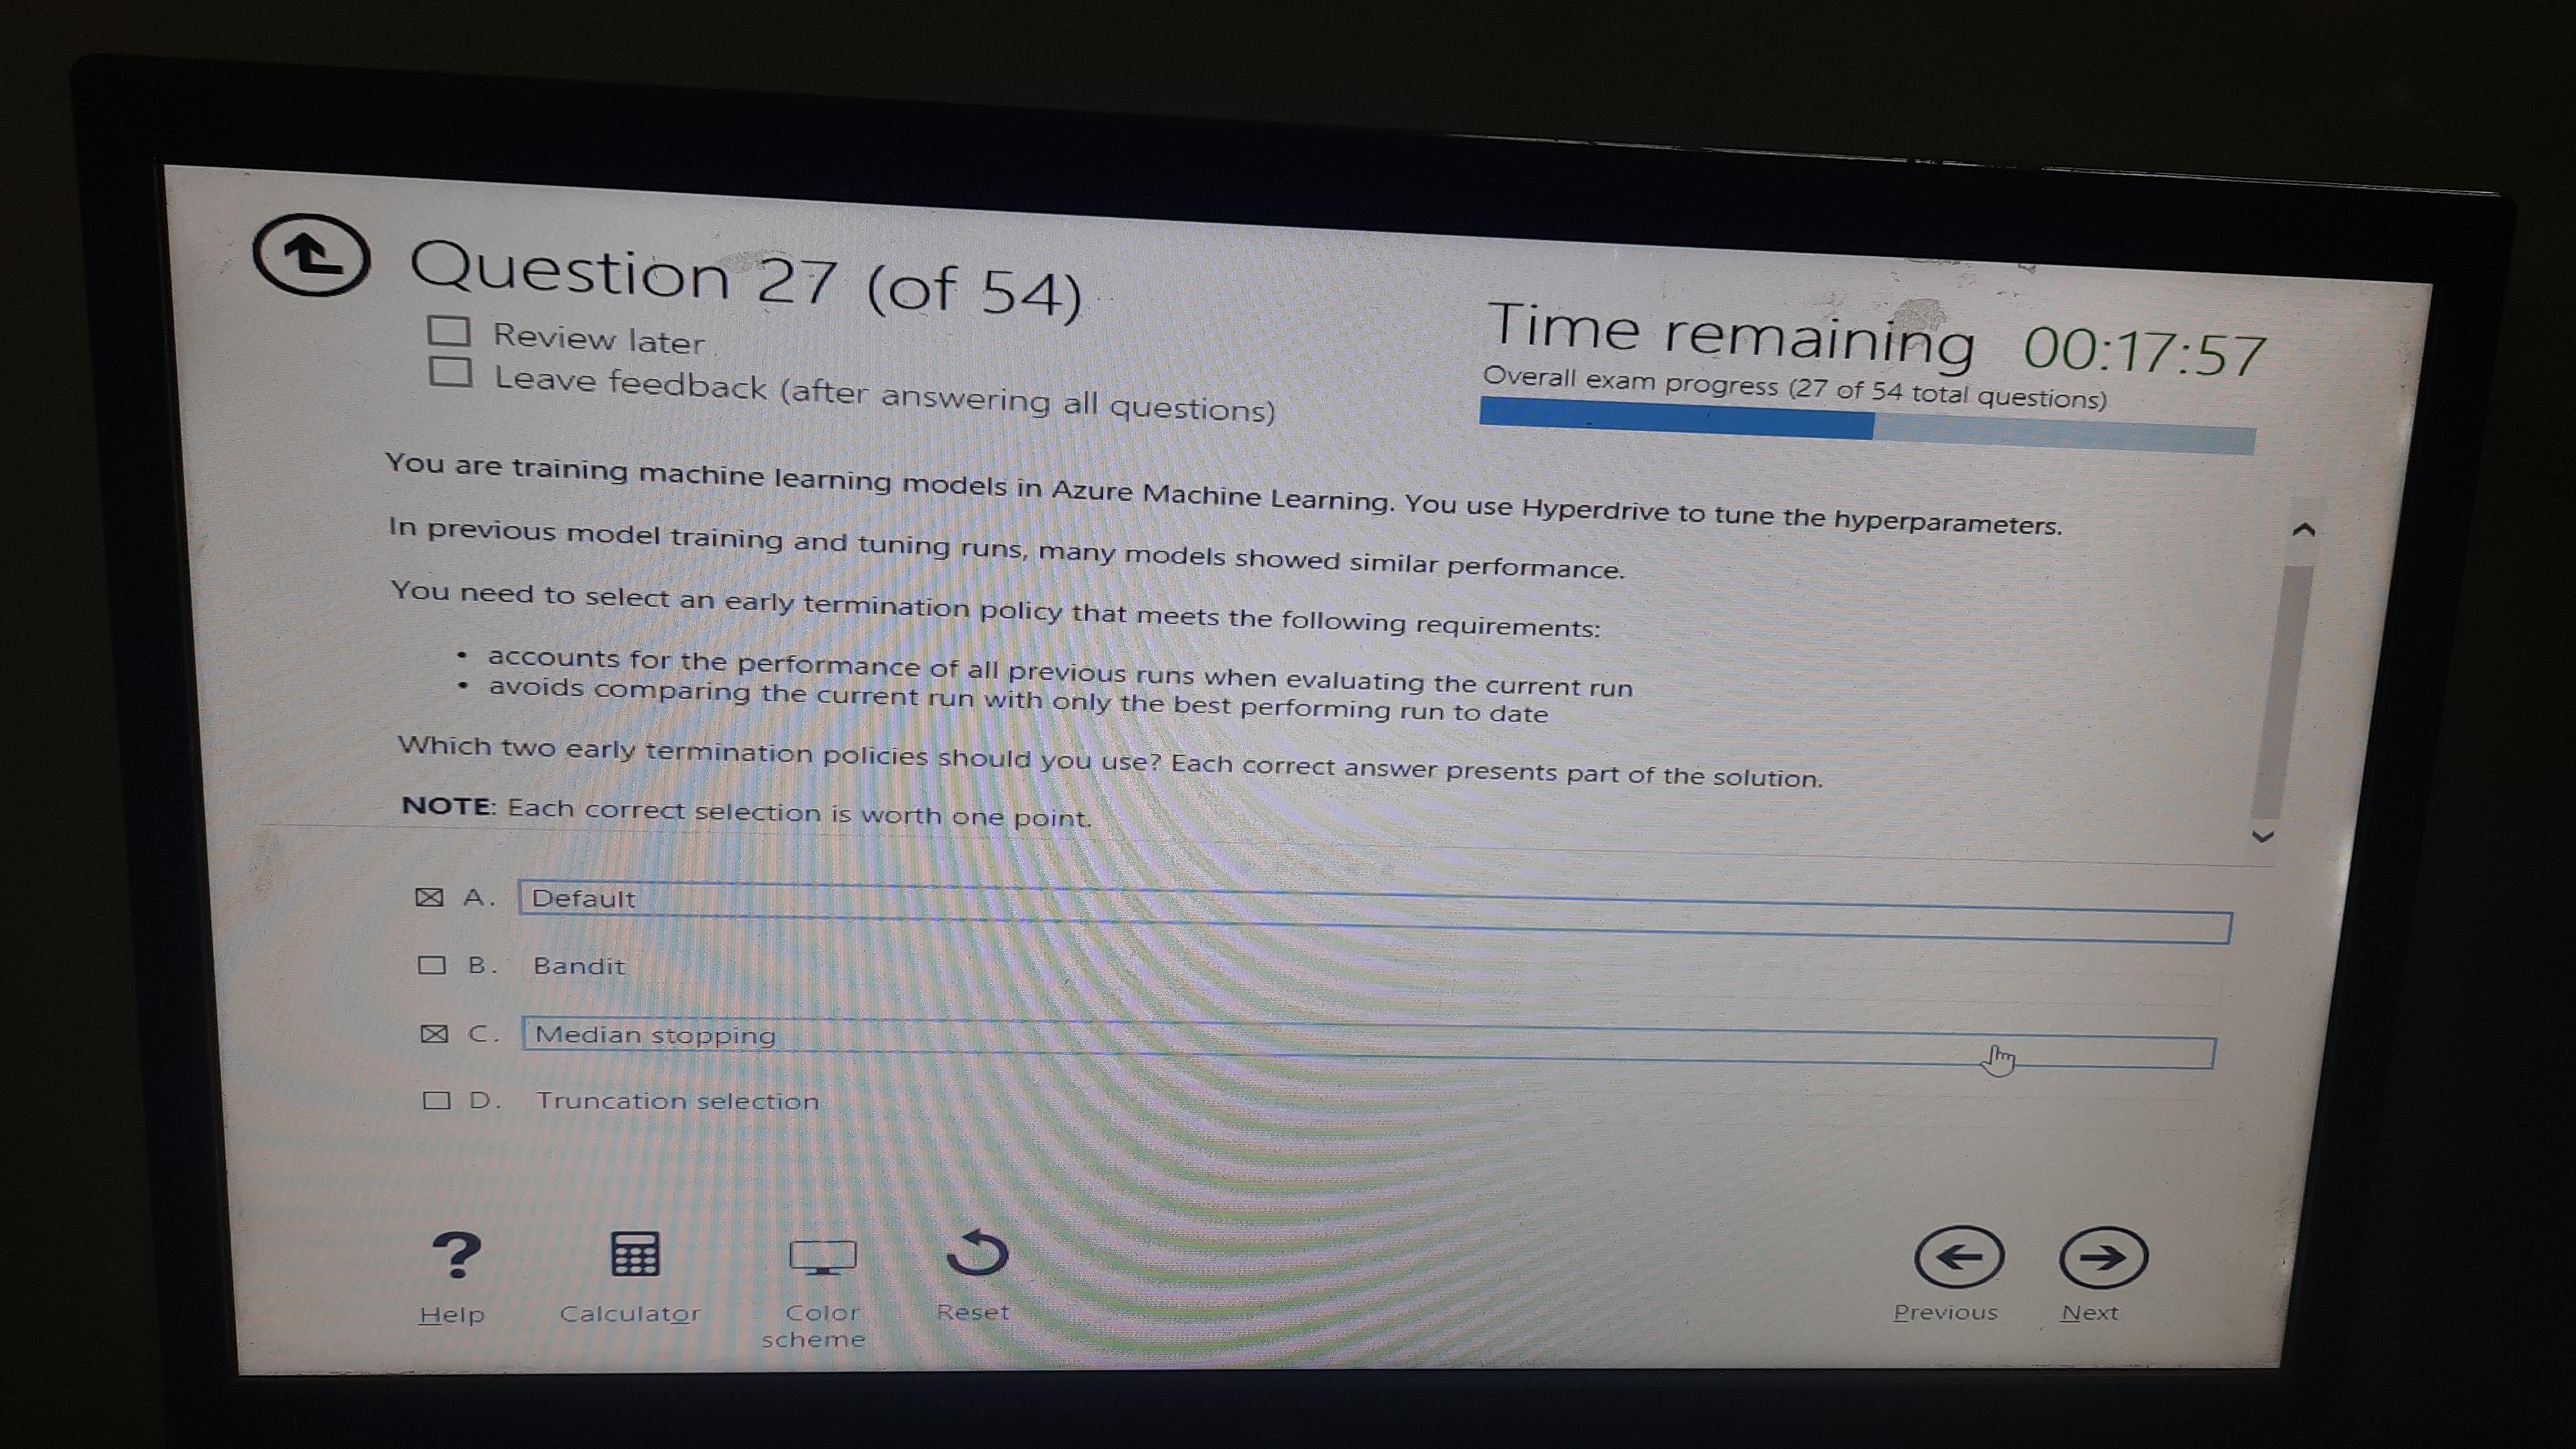 Question 27 (of 54)
Time remaining 00:17:57
Review later
Overall exam progress (27 of 54 total questions)
Leave feedback (after answering all questions)
You are training machine learning models in Azure Machine Learning. You use Hyperdrive to tune the hyperparameters.
In previous model training and tuning runs, many models showed similar performance.
You need to select an early termination policy that meets the following requirements:
• accounts for the performance of all previous runs when evaluating the current run
• avoids comparing the current run with only the best performing run to date
Which two early termination policies should you use? Each correct answer presents part of the solution.
NOTE: Each correct selection is worth one point.
A. Default
B. Bandit
C. Median stopping
D. Truncation selection
? 
Help
Calculator
Color scheme
Reset
Previous
Next